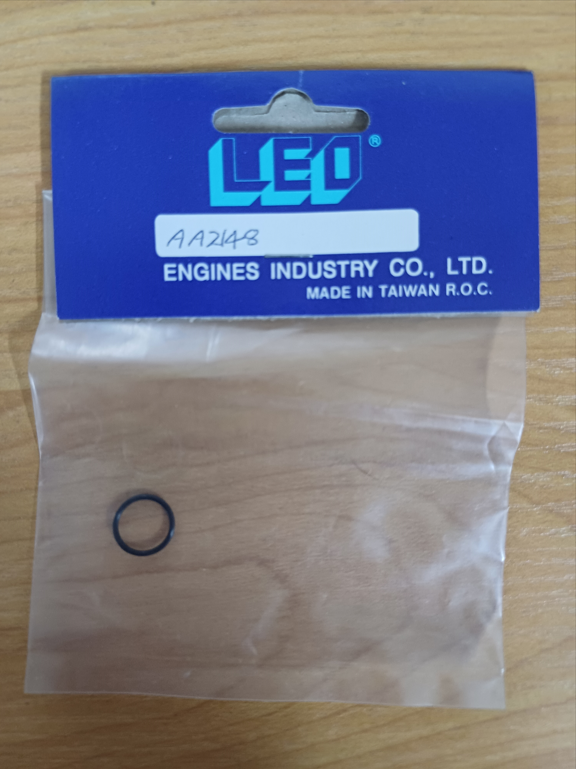 LEO®
AA2148
ENGINES INDUSTRY CO., LTD.
MADE IN TAIWAN R.O.C.